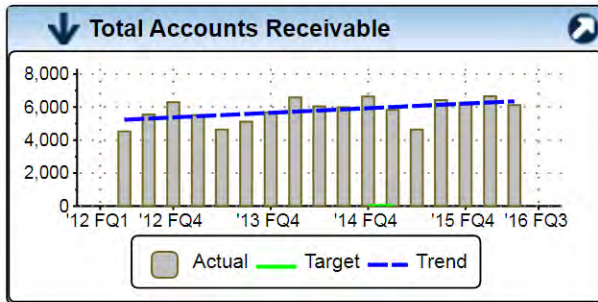 Total Accounts Receivable
8,000
6,000
4,000
2,000
0
'12 FQ1 '12 FQ4 '13 FQ4 '14 FQ4 '15 FQ4 '16 FQ3
Actual Target Trend